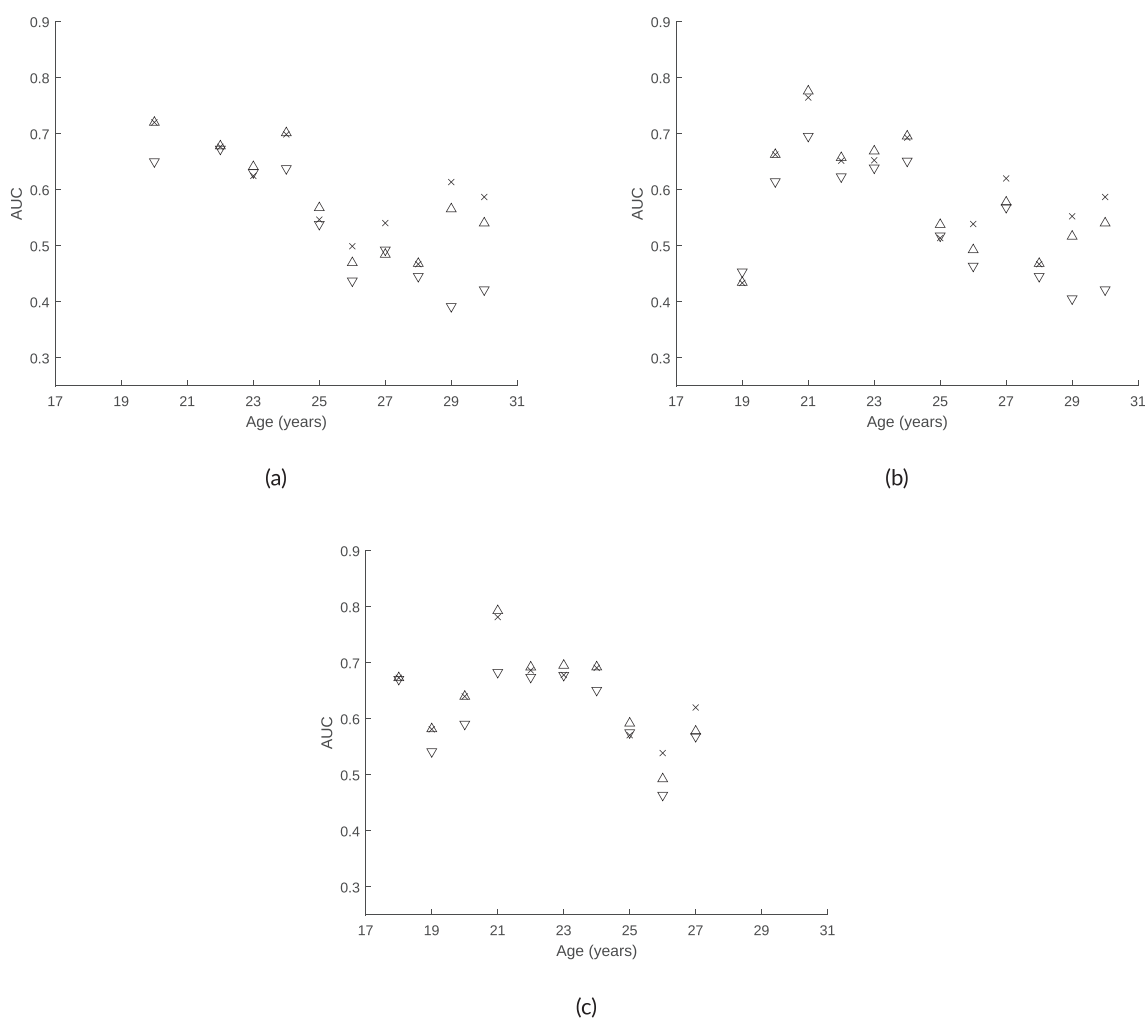 0.9 0.9
0.8 0.8
0.7 0.7
0.6 0.6
AUC AUC
0.5 0.5
0.4 0.4
0.3 0.3
17 19 21 23 25 27 29 31 17 19 21 23 25 27 29 31
Age (years) Age (years)
(a) (b)
0.9
0.8
0.7
0.6
AUC
0.5
0.4
0.3
17 19 21 23 25 27 29 31
Age (years)
(c)